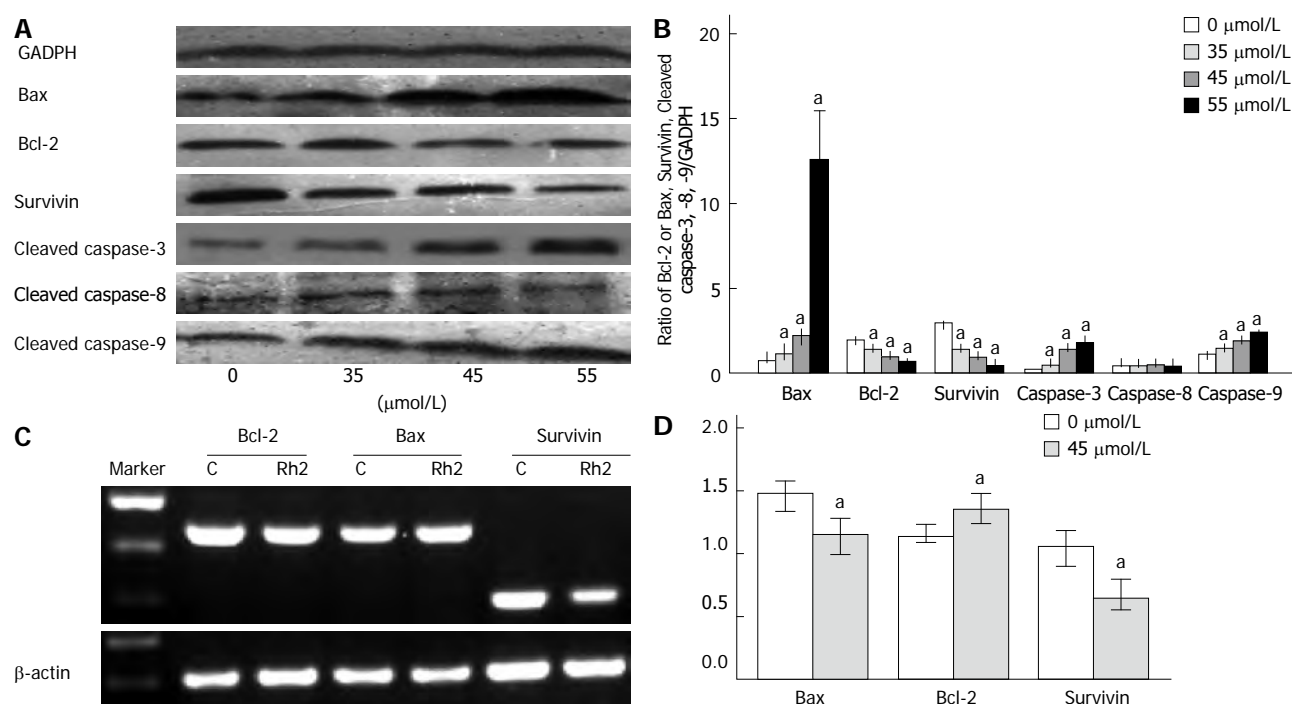 A
GADPH
Bax
Bcl-2
Survivin
Cleaved caspase-3
Cleaved caspase-8
Cleaved caspase-9
0 35 45 55
(μmol/L)
B
Ratio of Bcl-2 or Bax, Survivin, Cleaved
caspase-3, -8, -9/GADPH
20
15
10
5
0
0 μmol/L
35 μmol/L
45 μmol/L
55 μmol/L
a
a a
a a a
a a a
a a a
a a a
Bax Bcl-2 Survivin Caspase-3 Caspase-8 Caspase-9
C
Bcl-2 Bax Survivin
Marker C Rh2 C Rh2 C Rh2
β-actin
D
2.0
1.5
1.0
0.5
0.0
0 μmol/L
45 μmol/L
a a a
Bax Bcl-2 Survivin